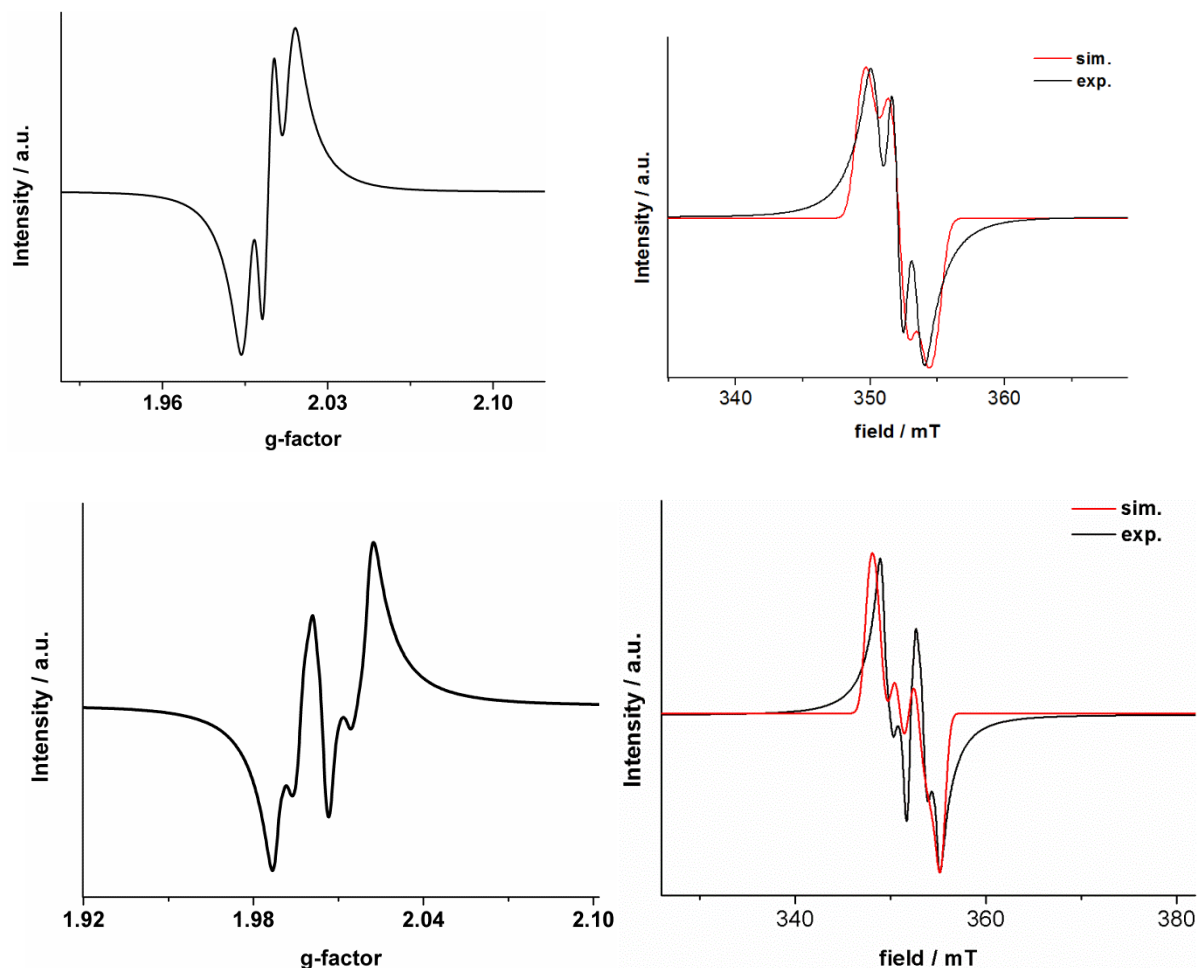 Intensity / a.u.
1.96 2.03 2.10
g-factor
sim.
exp.
Intensity / a.u.
340 350 360
field / mT
Intensity / a.u.
1.92 1.98 2.04 2.10
g-factor
sim.
exp.
Intensity / a.u.
340 360 380
field / mT